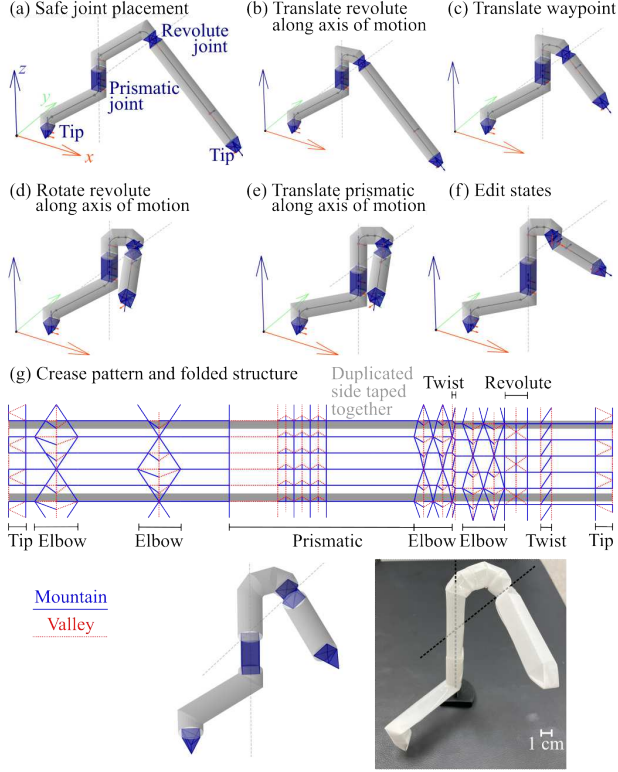 (a) Safe joint placement
(b) Translate revolute
along axis of motion
(c) Translate waypoint
Revolute
joint
z
y
Prismatic
joint
Tip
x
Tip
(d) Rotate revolute
along axis of motion
(e) Translate prismatic
along axis of motion
(f) Edit states
(g) Crease pattern and folded structure
Duplicated
side taped
together
Twist
Revolute
Tip Elbow Elbow Prismatic Elbow Elbow Twist Tip
Mountain
Valley
1 cm